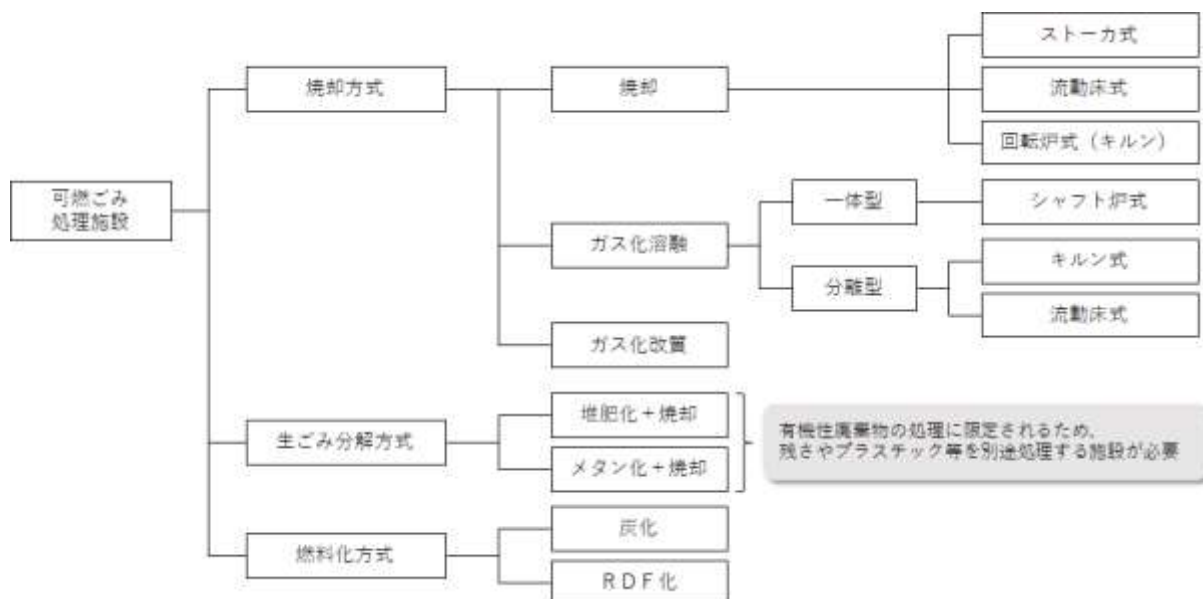 可燃ごみ
処理施設
焼却方式
焼却
ストーカ式
流動床式
回転炉式（キルン）
ガス化溶融
一体型
シャフト炉式
分離型
キルン式
流動床式
ガス化改質
生ごみ分解方式
堆肥化＋焼却
メタン化＋焼却
有機性廃棄物の処理に限定されるため、
残さやプラスチック等を別途処理する施設が必要
燃料化方式
炭化
ＲＤＦ化